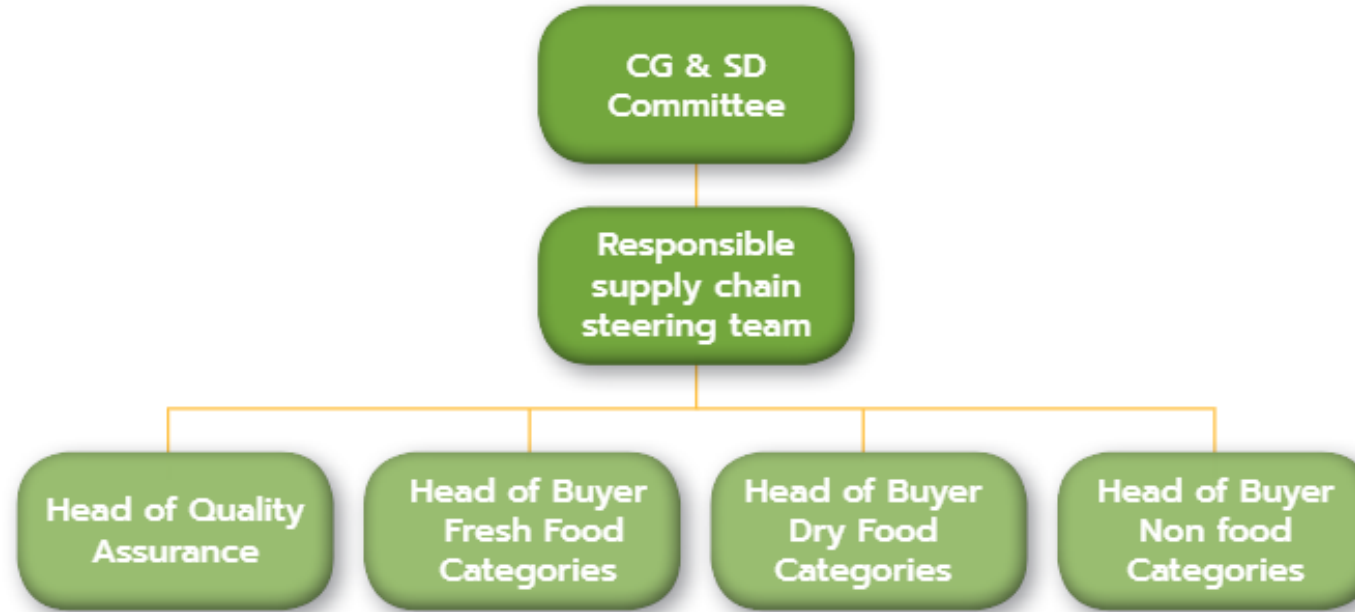 CG & SD
Committee
Responsible
supply chain
steering team
Head of Quality
Assurance
Head of Buyer
Fresh Food
Categories
Head of Buyer
Dry Food
Categories
Head of Buyer
Non food
Categories